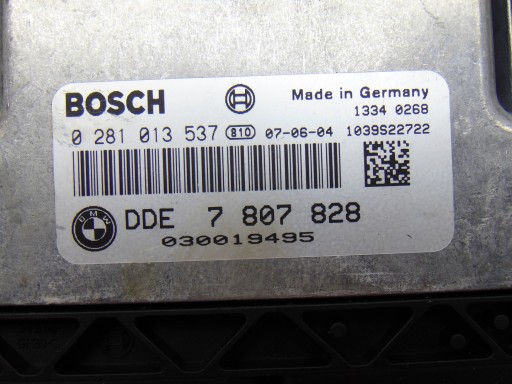 BOSCH Made in Germany
1334 0268
0 281 013 537 810 07-06-04 1039S22722
BMW DDE 7 807 828
030019495